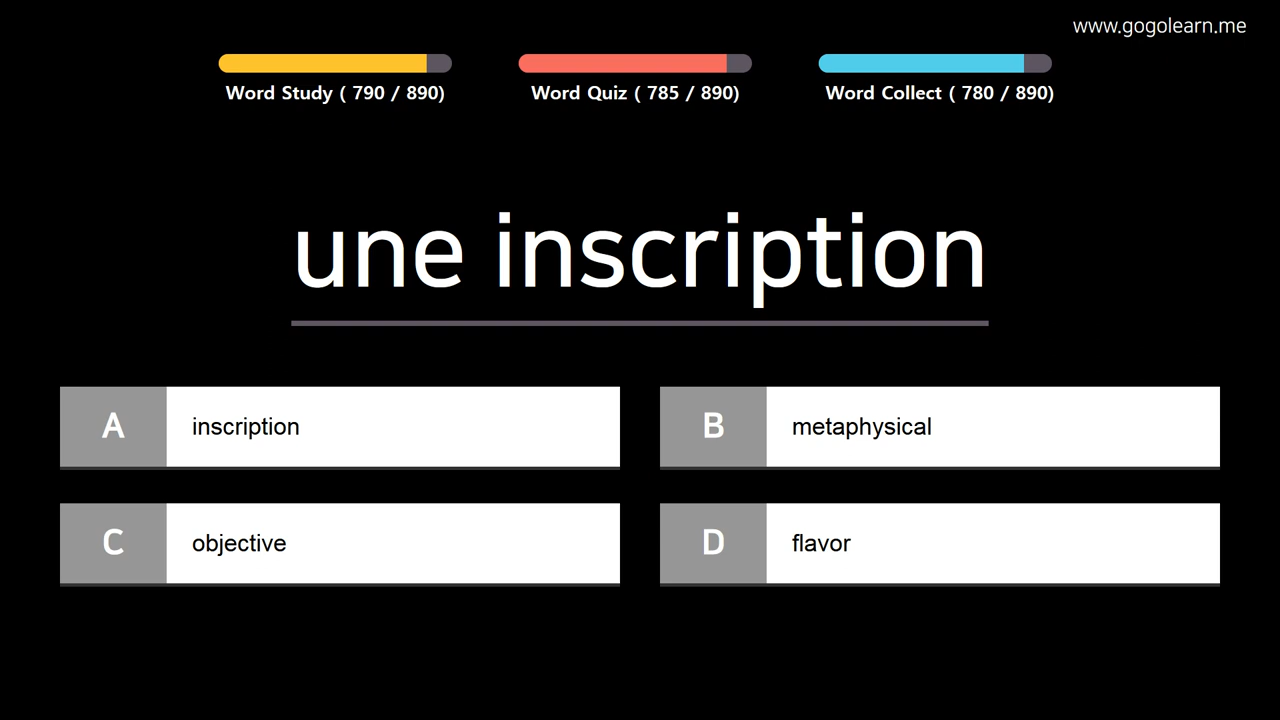 www.gogolearn.me
Word Study ( 790 / 890)
Word Quiz ( 785 / 890)
Word Collect ( 780 / 890)
une inscription
A inscription
B metaphysical
C objective
D flavor